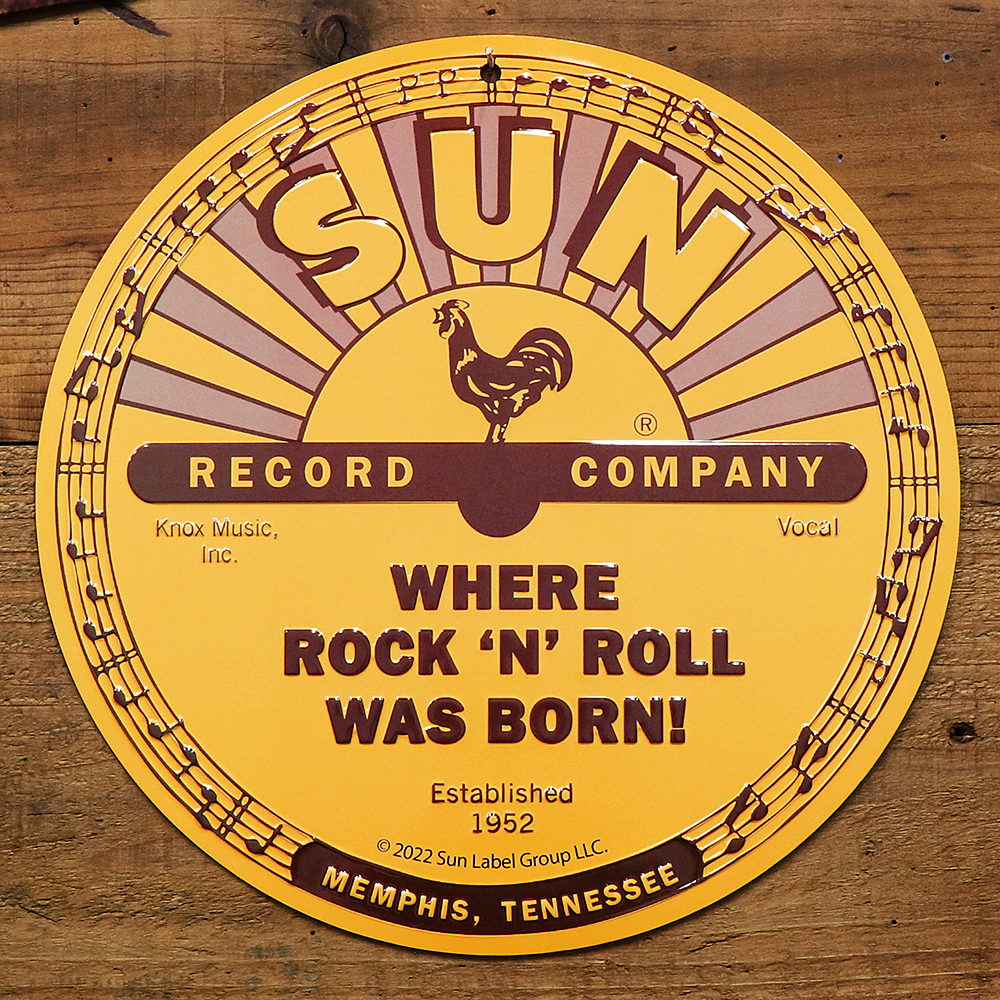 SUN
®
RECORD COMPANY
Knox Music,
Inc.
Vocal
WHERE
ROCK ‘N’ ROLL
WAS BORN!
Established
1952
© 2022 Sun Label Group LLC.
MEMPHIS, TENNESSEE